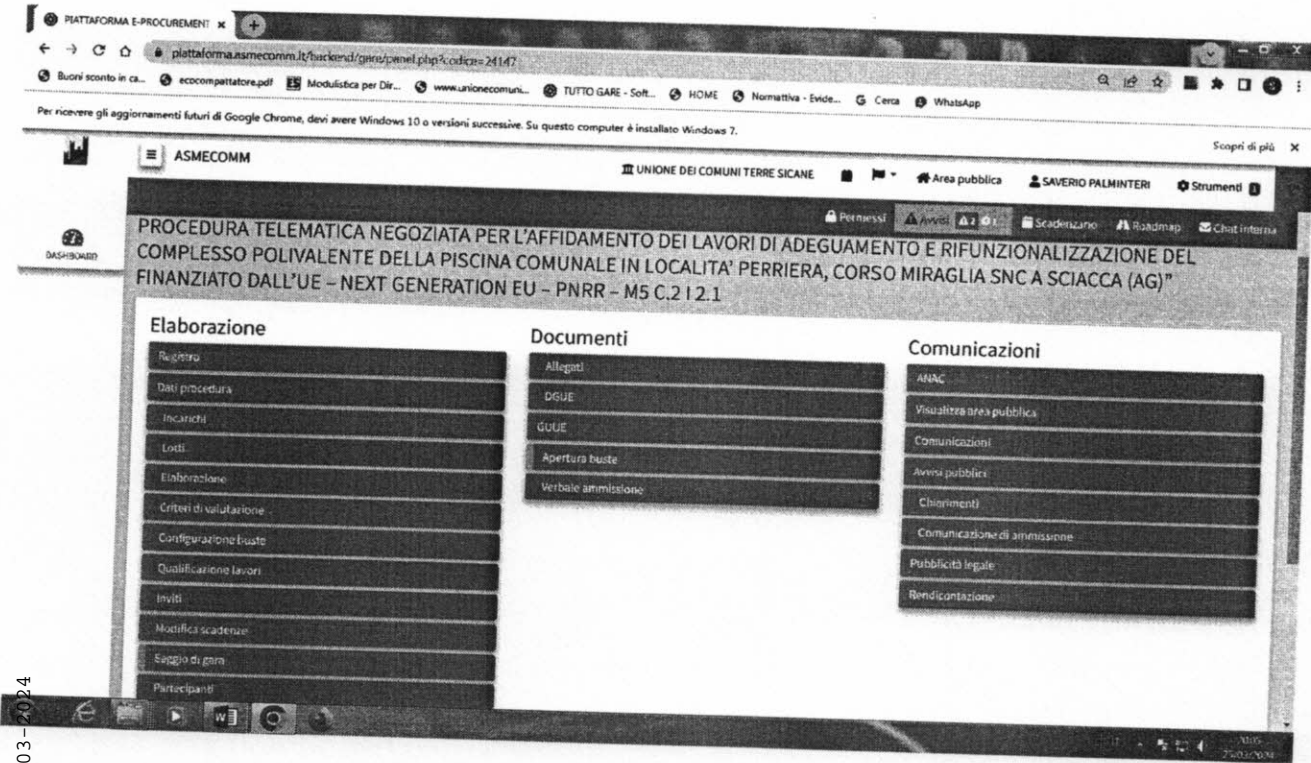 PIATTAFORMA E-PROCUREMENT
piattaforma.asmecomm.it/backend/gare/panel.php?codice=24147
Buoni sconto in ca... ecocompattatore.pdf Modulistica per Dir... www.unionecomuni... TUTTO GARE - Soft... HOME Normattiva - Evide... Cerca WhatsApp
Per ricevere gli aggiornamenti futuri di Google Chrome, devi avere Windows 10 o versioni successive. Su questo computer è installato Windows 7.
Scopri di più
ASMECOMM
UNIONE DEI COMUNI TERRE SICANE Area pubblica SAVERIO PALMINTERI Strumenti
Permessi Avvisi 2 1 Scadenzario Roadmap Chat interna
DASHBOARD
PROCEDURA TELEMATICA NEGOZIATA PER L'AFFIDAMENTO DEI LAVORI DI ADEGUAMENTO E RIFUNZIONALIZZAZIONE DEL
COMPLESSO POLIVALENTE DELLA PISCINA COMUNALE IN LOCALITA' PERRIERA, CORSO MIRAGLIA SNC A SCIACCA (AG)"
FINANZIATO DALL'UE – NEXT GENERATION EU – PNRR – M5 C.2 I 2.1
Elaborazione
Registro
Dati procedura
Incarichi
Lotti
Elaborazione
Criteri di valutazione
Configurazione buste
Qualificazione lavori
Inviti
Modifica scadenze
Seggio di gara
Partecipanti
Documenti
Allegati
DGUE
GUUE
Apertura buste
Verbale ammissione
Comunicazioni
ANAC
Visualizza area pubblica
Comunicazioni
Avvisi pubblici
Chiarimenti
Comunicazione di ammissione
Pubblicità legale
Rendicontazione
03-2024
25/03/2024